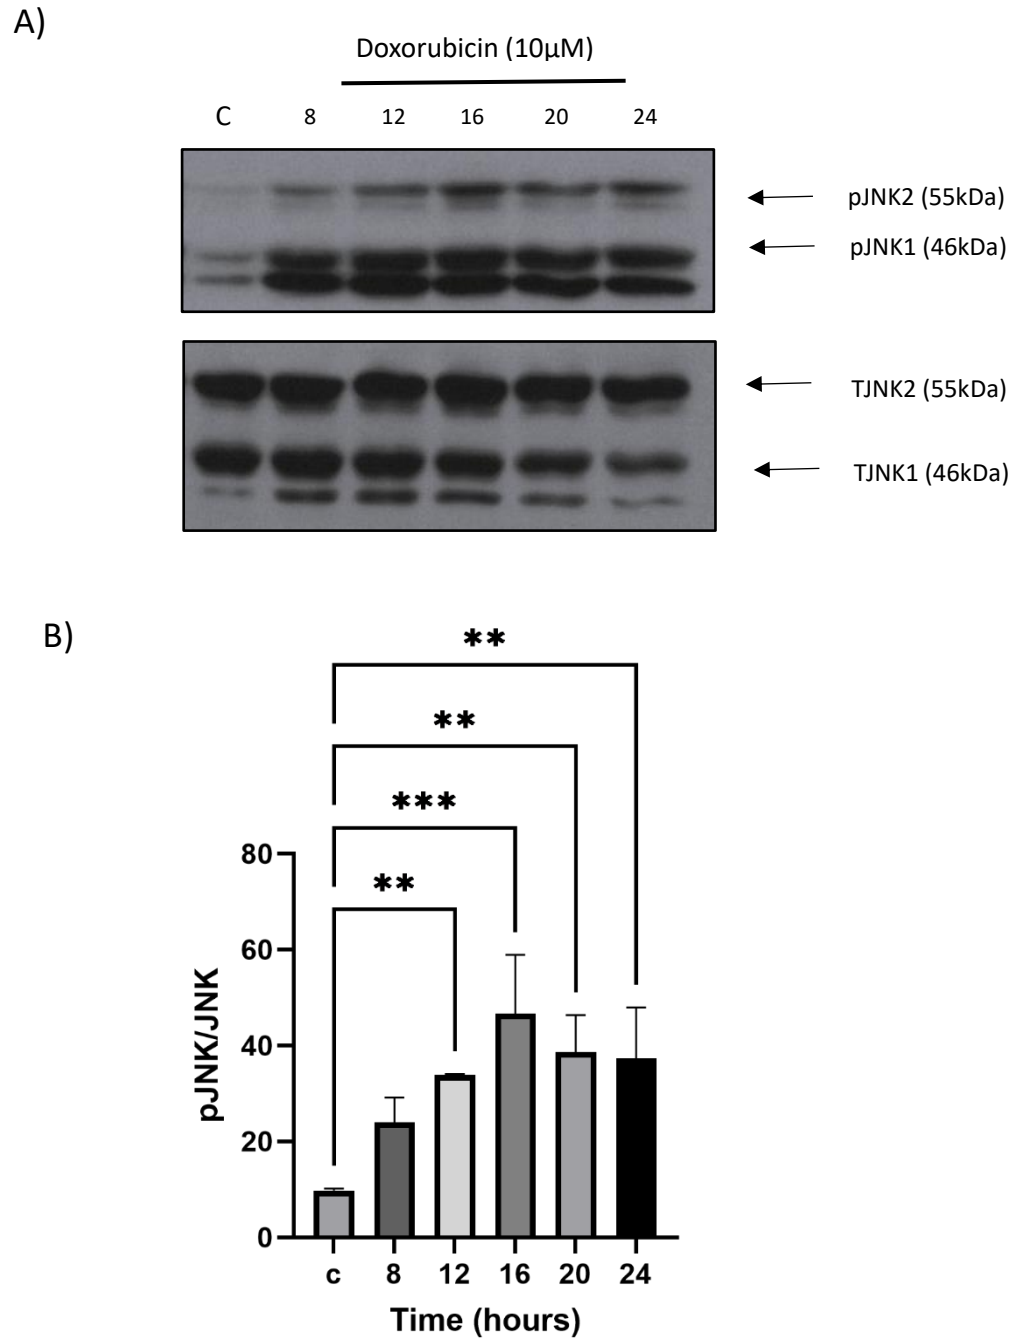 A)
Doxorubicin (10μM)
C 8 12 16 20 24
pJNK2 (55kDa)
pJNK1 (46kDa)
TJNK2 (55kDa)
TJNK1 (46kDa)
B)
**
**
***
**
80
60
40
20
0
pJNK/JNK
c 8 12 16 20 24
Time (hours)